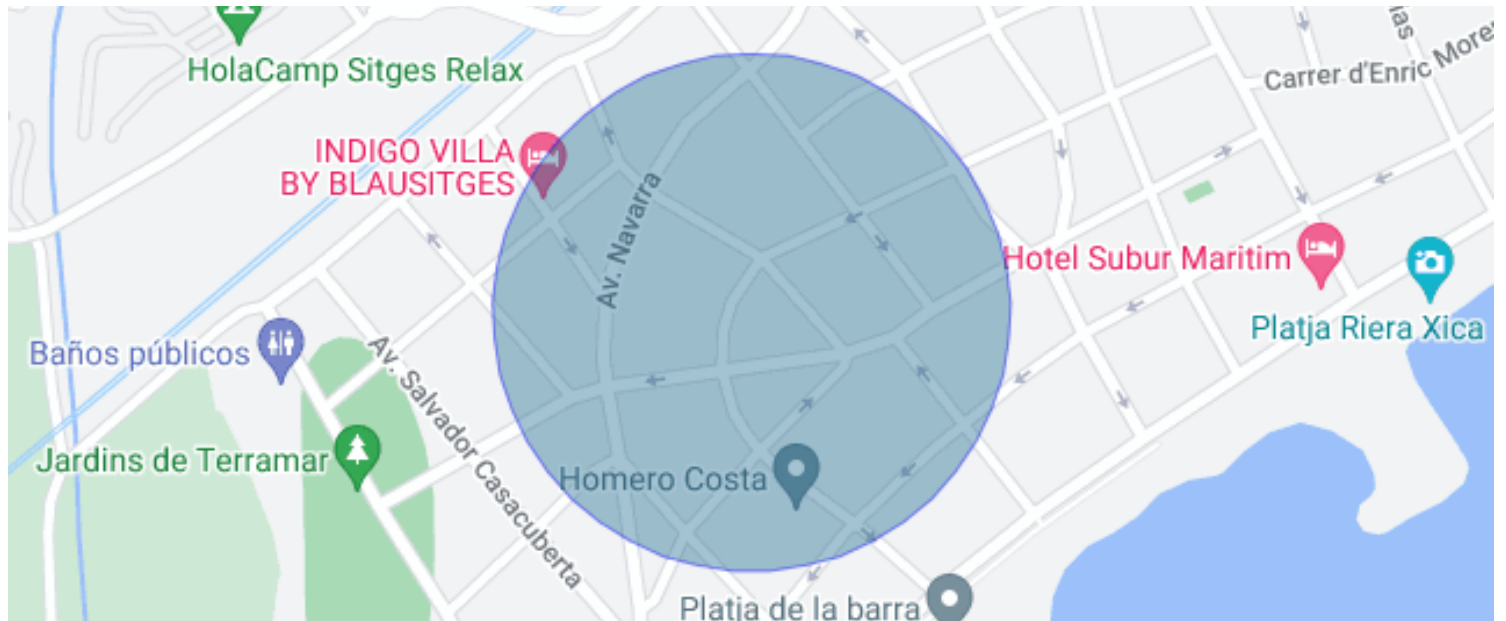 HolaCamp Sitges Relax
Carrer d'Enric More
INDIGO VILLA
BY BLAUSITGES
Av. Navarra
Hotel Subur Maritim
Platja Riera Xica
Baños públicos
Av. Salvador Casacuberta
Jardins de Terramar
Homero Costa
Platja de la barra